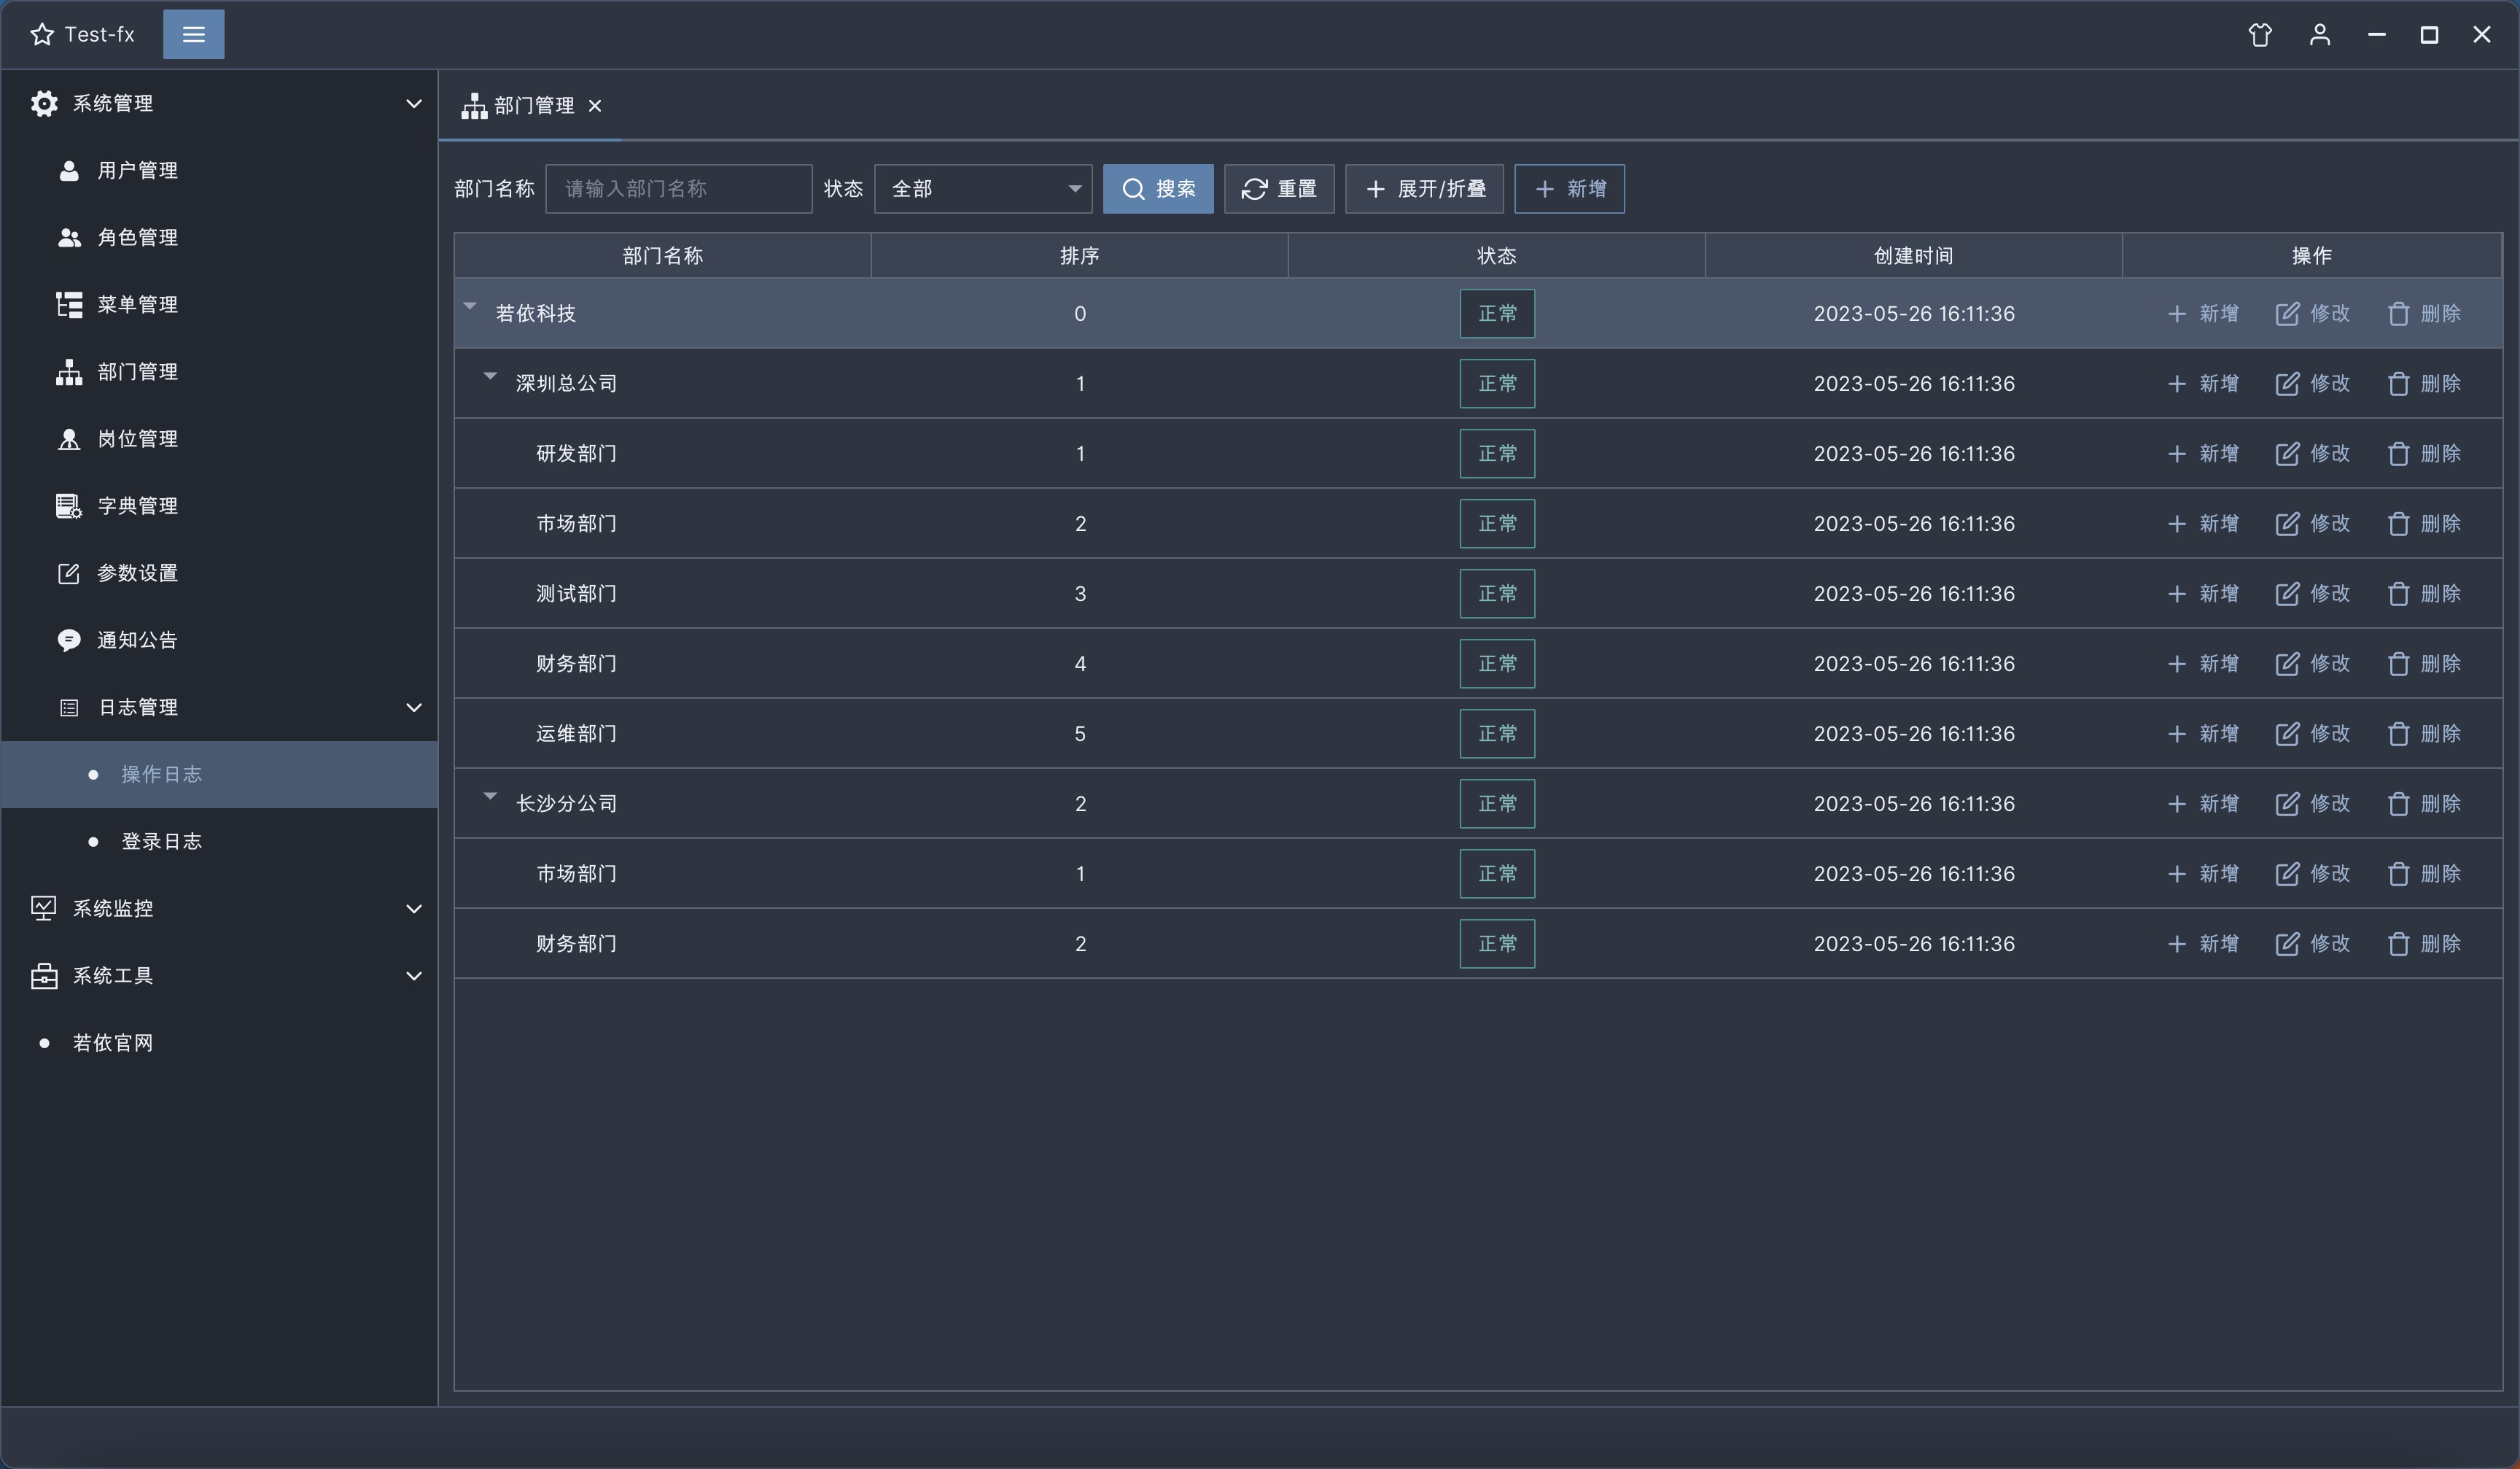 Test-fx
系统管理
用户管理
角色管理
菜单管理
部门管理
岗位管理
字典管理
参数设置
通知公告
日志管理
操作日志
登录日志
系统监控
系统工具
若依官网
部门管理
部门名称 请输入部门名称 状态 全部 搜索 重置 展开/折叠 新增
部门名称 排序 状态 创建时间 操作
若依科技 0 正常 2023-05-26 16:11:36 新增 修改 删除
深圳总公司 1 正常 2023-05-26 16:11:36 新增 修改 删除
研发部门 1 正常 2023-05-26 16:11:36 新增 修改 删除
市场部门 2 正常 2023-05-26 16:11:36 新增 修改 删除
测试部门 3 正常 2023-05-26 16:11:36 新增 修改 删除
财务部门 4 正常 2023-05-26 16:11:36 新增 修改 删除
运维部门 5 正常 2023-05-26 16:11:36 新增 修改 删除
长沙分公司 2 正常 2023-05-26 16:11:36 新增 修改 删除
市场部门 1 正常 2023-05-26 16:11:36 新增 修改 删除
财务部门 2 正常 2023-05-26 16:11:36 新增 修改 删除